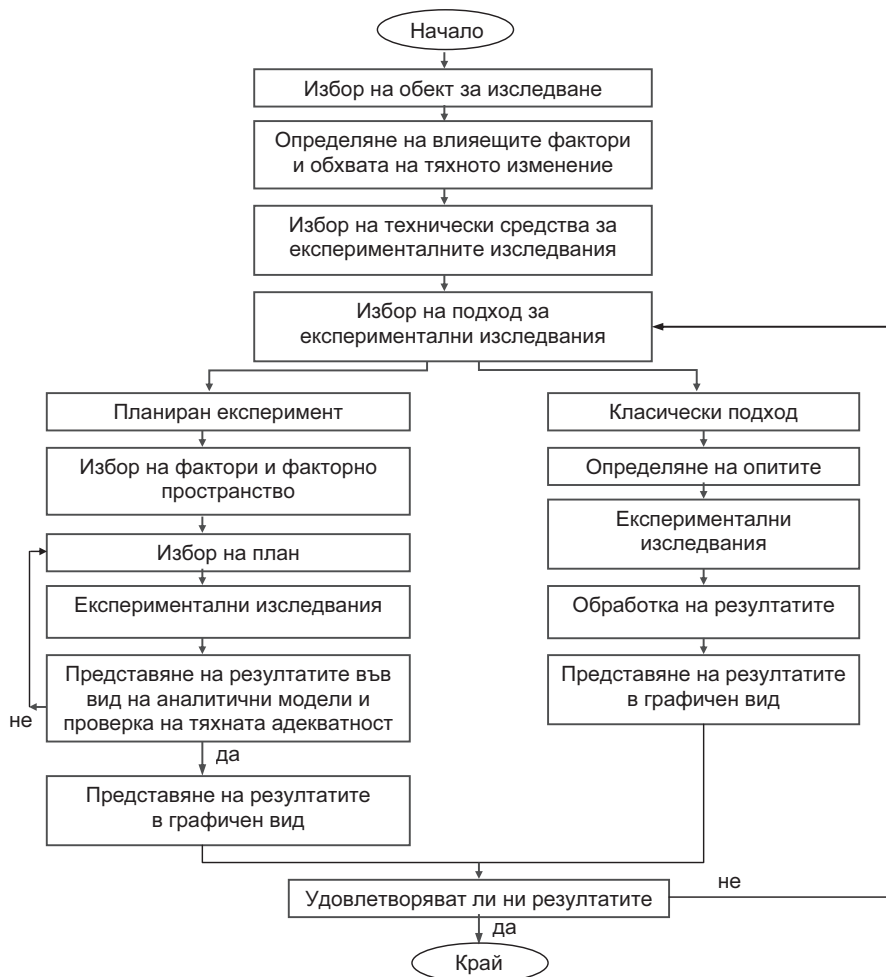 Начало
Избор на обект за изследване
Определяне на влияещите фактори
и обхвата на тяхното изменение
Избор на технически средства за
експерименталните изследвания
Избор на подход за
експериментални изследвания
Планиран експеримент
Избор на фактори и факторно
пространство
Избор на план
Експериментални изследвания
Представяне на резултатите във
вид на аналитични модели и
проверка на тяхната адекватност
не
да
Представяне на резултатите
в графичен вид
Класически подход
Определяне на опитите
Експериментални
изследвания
Обработка на резултатите
Представяне на резултатите
в графичен вид
Удовлетворяват ли ни резултатите
не
да
Край